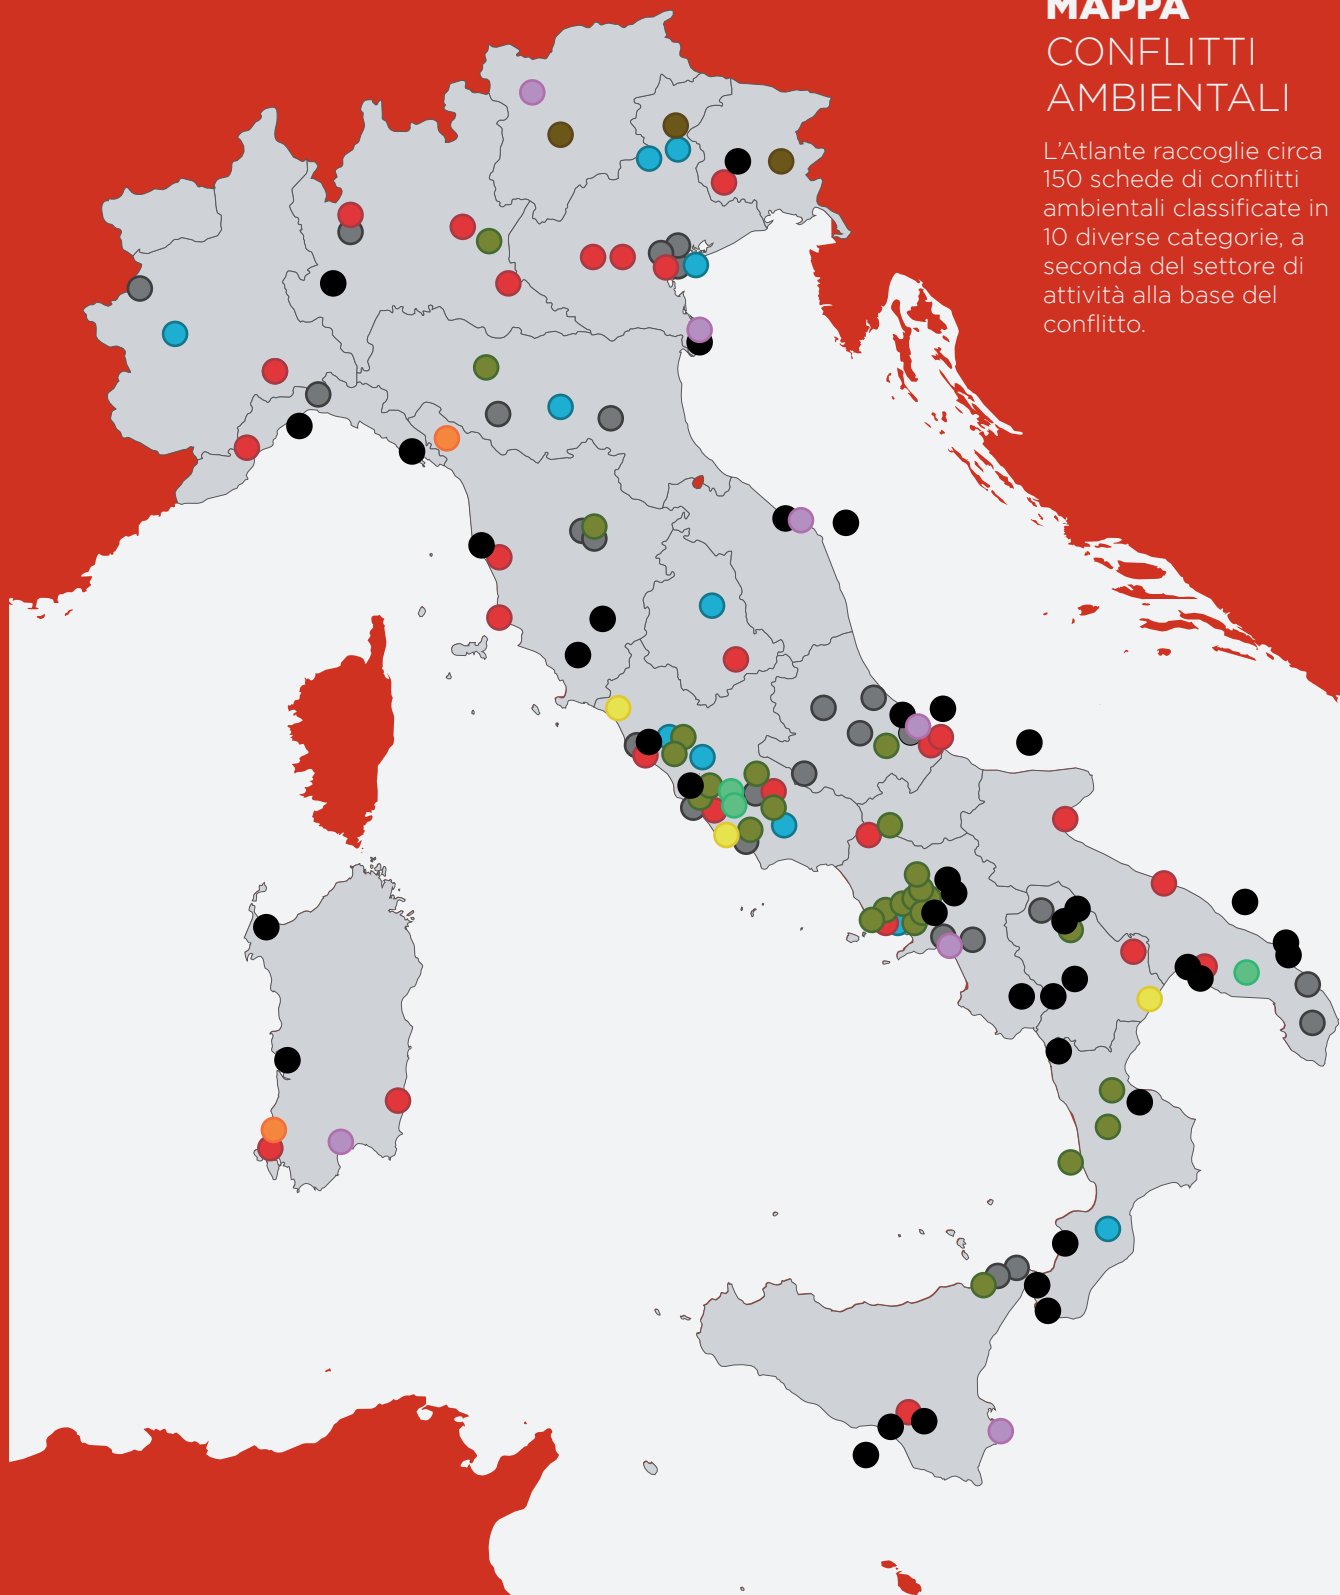 MAPPA
CONFLITTI
AMBIENTALI
L’Atlante raccoglie circa
150 schede di conflitti
ambientali classificate in
10 diverse categorie, a
seconda del settore di
attività alla base del
conflitto.